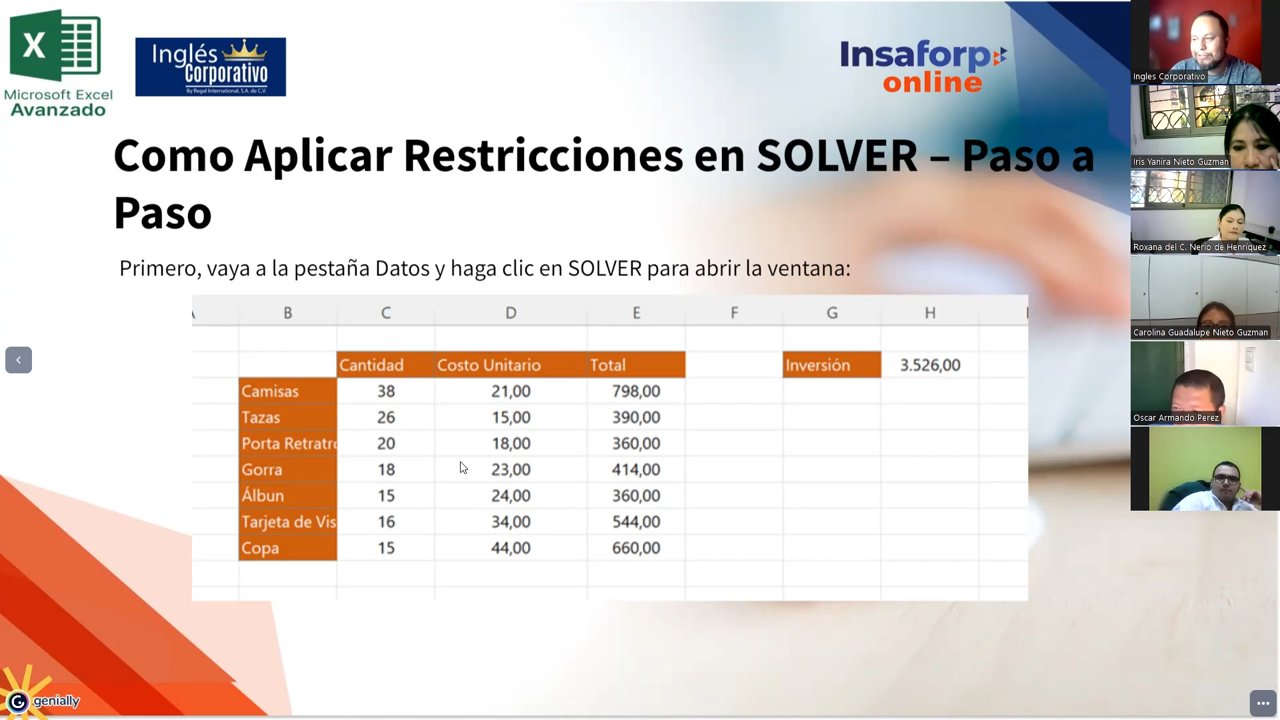 Microsoft Excel
Avanzado
Inglés
Corporativo
By Regal International, S.A. de C.V.
Insaforp
online
Como Aplicar Restricciones en SOLVER – Paso a
Paso
Primero, vaya a la pestaña Datos y haga clic en SOLVER para abrir la ventana:
B C D E F G H
Cantidad Costo Unitario Total Inversión 3.526,00
Camisas 38 21,00 798,00
Tazas 26 15,00 390,00
Porta Retratro 20 18,00 360,00
Gorra 18 23,00 414,00
Álbun 15 24,00 360,00
Tarjeta de Vis 16 34,00 544,00
Copa 15 44,00 660,00
genially
Ingles Corporativo
Iris Yanira Nieto Guzman
Roxana del C. Nerio de Henriquez
Carolina Guadalupe Nieto Guzman
Oscar Armando Perez